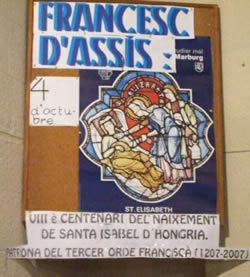 FRANCESC
D'ASSÍS:
4
d'octu-
bre.
Marburg
ST. ELISABETH
VIII è CENTENARI DEL NAIXEMENT
DE SANTA ISABEL D'HONGRIA.
PATRONA DEL TERCER ORDE FRANCISCÀ (1207-2007)